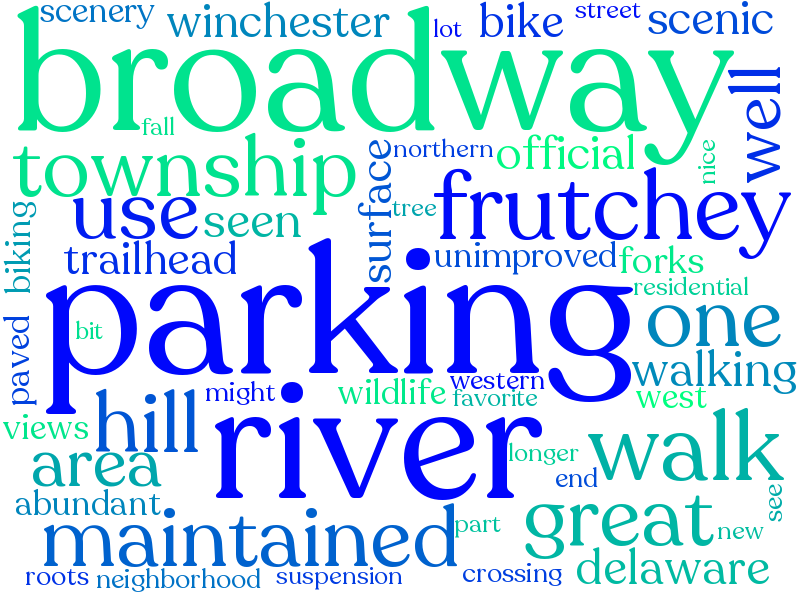 scenery
winchester
lot
bike
street
scenic
broadway
fall
well
township
surface
northern
official
nice
use
seen
tree
frutchey
biking
trailhead
unimproved
forks
residential
parking
paved
bit
one
walking
might
wildlife
western
favorite
west
views
hill
river
area
longer
walk
end
abundant
maintained
part
great
new
see
roots
neighborhood
suspension
crossing
delaware